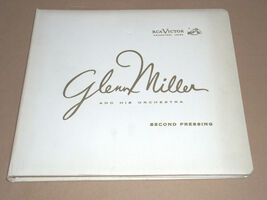 RCA VICTOR
Glenn Miller
AND HIS ORCHESTRA
SECOND PRESSING